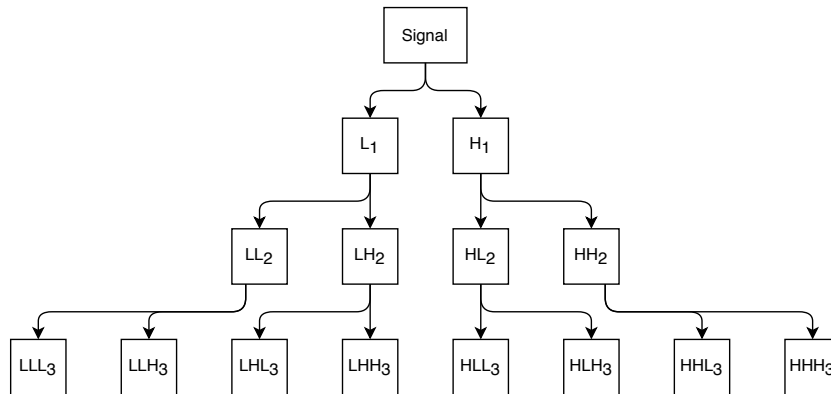 Signal
L₁
H₁
LL₂
LH₂
HL₂
HH₂
LLL₃
LLH₃
LHL₃
LHH₃
HLL₃
HLH₃
HHL₃
HHH₃